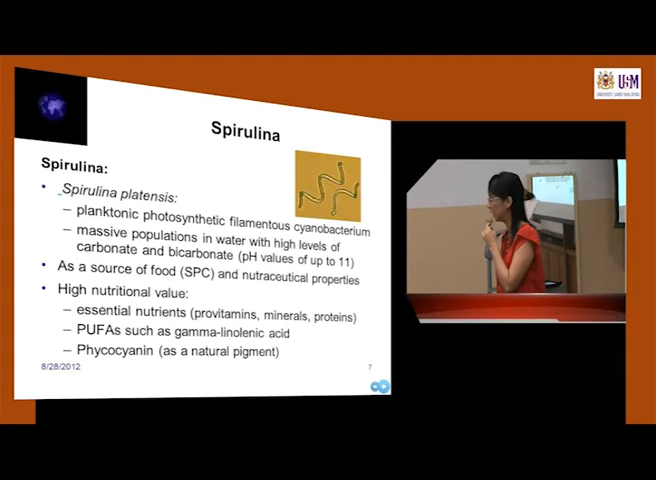 USM
UNIVERSITI SAINS MALAYSIA
Spirulina
Spirulina:
• Spirulina platensis:
– planktonic photosynthetic filamentous cyanobacterium
– massive populations in water with high levels of
carbonate and bicarbonate (pH values of up to 11)
• As a source of food (SPC) and nutraceutical properties
• High nutritional value:
– essential nutrients (provitamins, minerals, proteins)
– PUFAs such as gamma-linolenic acid
– Phycocyanin (as a natural pigment)
8/28/2012
7